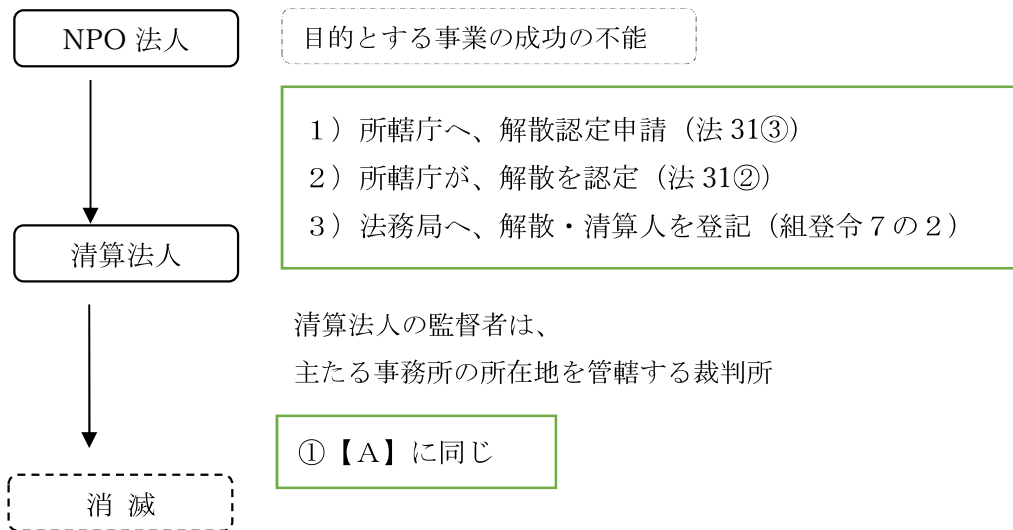 NPO 法人
目的とする事業の成功の不能
１）所轄庁へ、解散認定申請（法 31③）
２）所轄庁が、解散を認定（法 31②）
３）法務局へ、解散・清算人を登記（組登令７の２）
清算法人
清算法人の監督者は、
主たる事務所の所在地を管轄する裁判所
①【Ａ】に同じ
消 滅